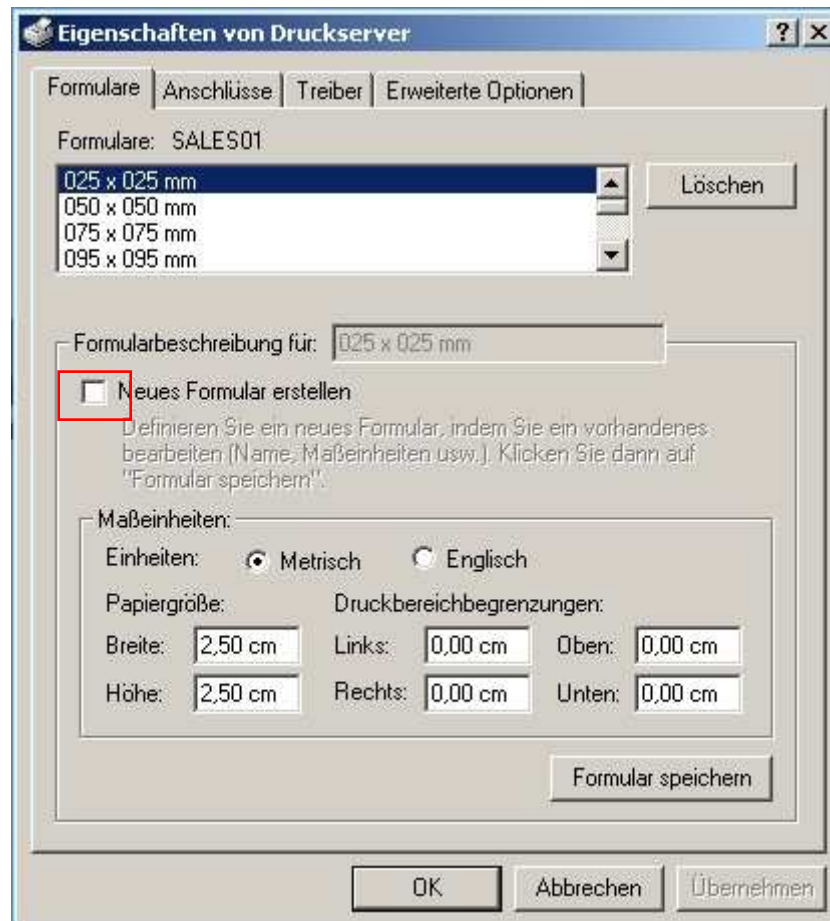 Eigenschaften von Druckserver
Formulare Anschlüsse Treiber Erweiterte Optionen
Formulare: SALES01
025 x 025 mm
050 x 050 mm
075 x 075 mm
095 x 095 mm
Löschen
Formularbeschreibung für: 025 x 025 mm
Neues Formular erstellen
Definieren Sie ein neues Formular, indem Sie ein vorhandenes
bearbeiten (Name, Maßeinheiten usw.). Klicken Sie dann auf
"Formular speichern".
Maßeinheiten:
Einheiten: Metrisch Englisch
Papiergröße: Druckbereichbegrenzungen:
Breite: 2,50 cm Links: 0,00 cm Oben: 0,00 cm
Höhe: 2,50 cm Rechts: 0,00 cm Unten: 0,00 cm
Formular speichern
OK Abbrechen Übernehmen